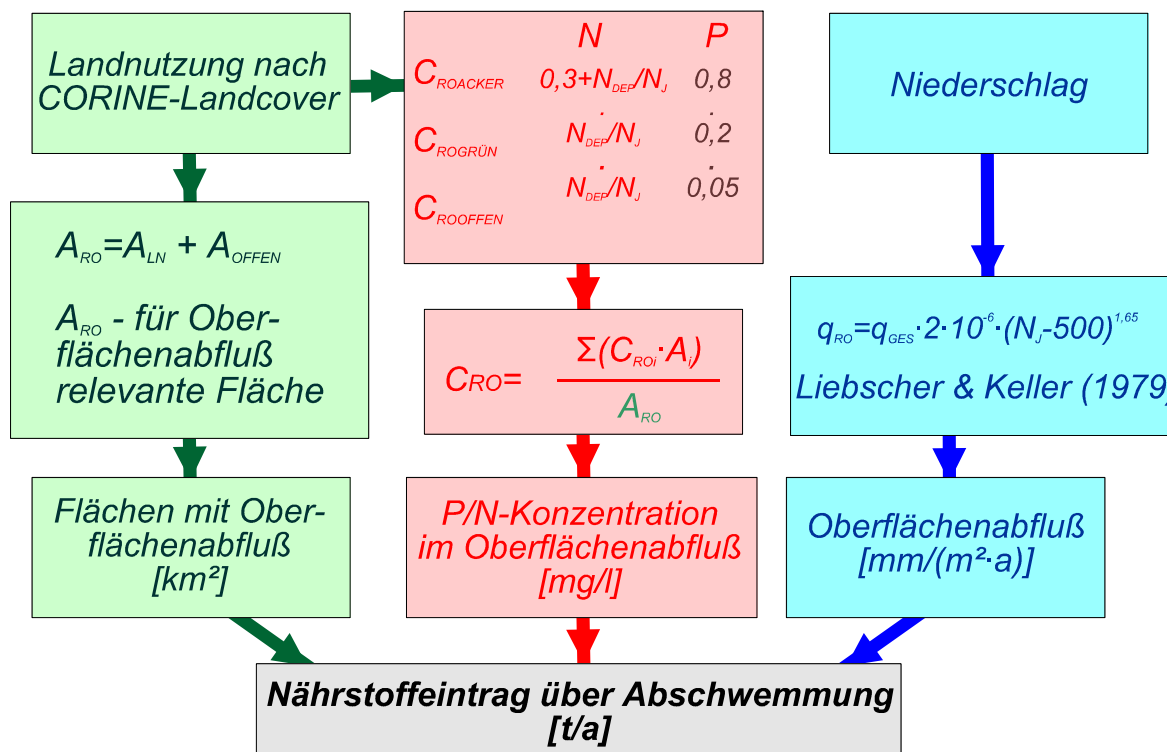 Landnutzung nach
CORINE-Landcover
N P
C_ROACKER 0,3+N_DEP/N_J 0,8
. .
C_ROGRÜN N_DEP/N_J 0,2
. .
C_ROOFFEN N_DEP/N_J 0,05
Niederschlag
A_RO=A_LN + A_OFFEN
A_RO - für Ober-
flächenabfluß
relevante Fläche
C_RO= Σ(C_ROi·A_i)
A_RO
q_RO=q_GES·2·10^-6·(N_J-500)^1,65
Liebscher & Keller (1979)
Flächen mit Ober-
flächenabfluß
[km²]
P/N-Konzentration
im Oberflächenabfluß
[mg/l]
Oberflächenabfluß
[mm/(m²·a)]
Nährstoffeintrag über Abschwemmung
[t/a]